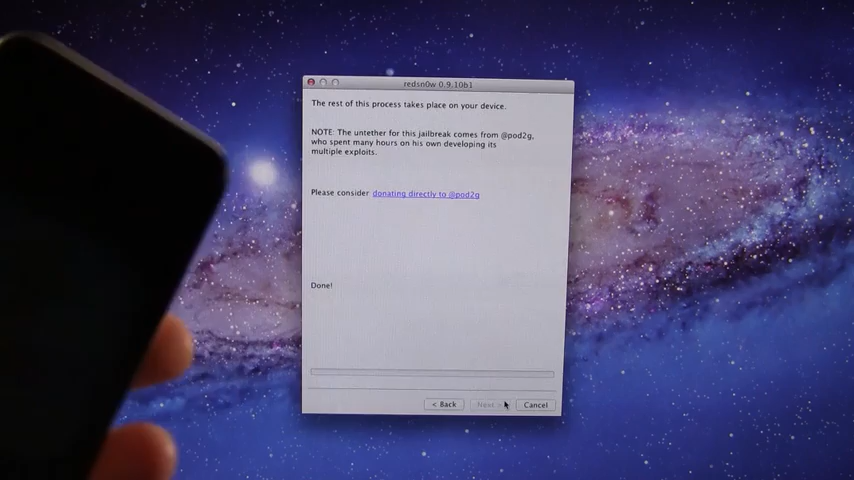 redsn0w 0.9.10b1
The rest of this process takes place on your device.
NOTE: The untether for this jailbreak comes from @pod2g,
who spent many hours on his own developing its
multiple exploits.
Please consider donating directly to @pod2g
Done!
< Back Next Cancel